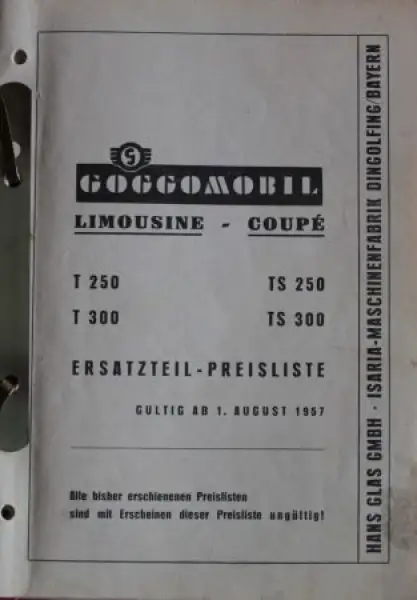 G
GOGGOMOBIL
LIMOUSINE - COUPÉ
T 250 TS 250
T 300 TS 300
ERSATZTEIL-PREISLISTE
GÜLTIG AB 1. AUGUST 1957
Alle bisher erschienenen Preislisten
sind mit Erscheinen dieser Preisliste ungültig!
HANS GLAS GMBH · ISARIA-MASCHINENFABRIK DINGOLFING/BAYERN